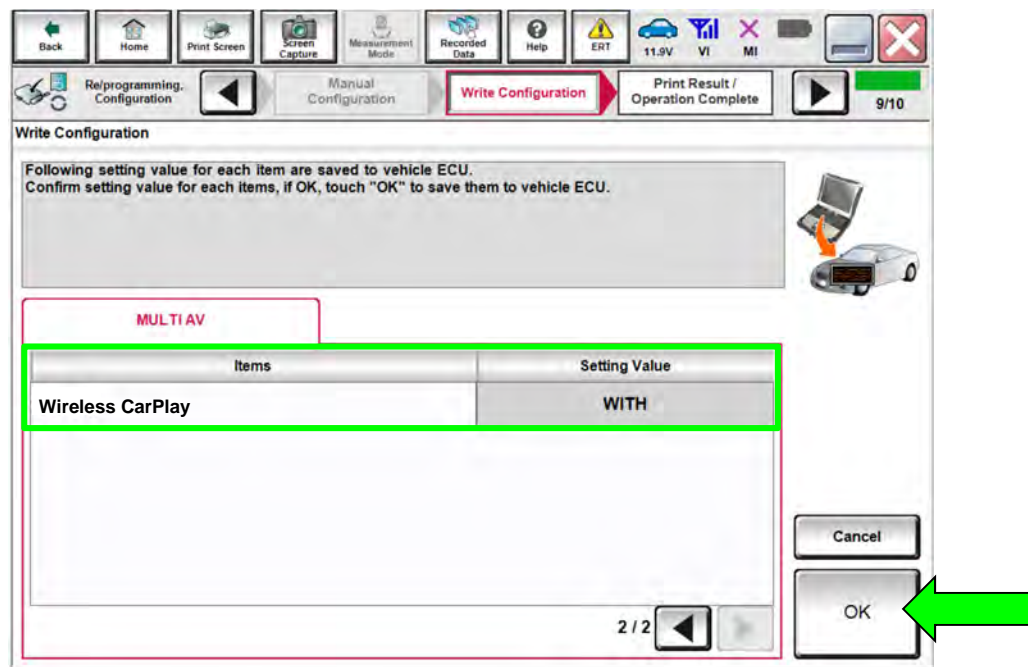 Back
Home
Print Screen
Screen
Capture
Measurement
Mode
Recorded
Data
Help
ERT
11.9V
VI
MI
Re/programming,
Configuration
Manual
Configuration
Write Configuration
Print Result /
Operation Complete
9/10
Write Configuration
Following setting value for each item are saved to vehicle ECU.
Confirm setting value for each items, if OK, touch "OK" to save them to vehicle ECU.
MULTI AV
Items Setting Value
Wireless CarPlay WITH
Cancel
OK
2 / 2